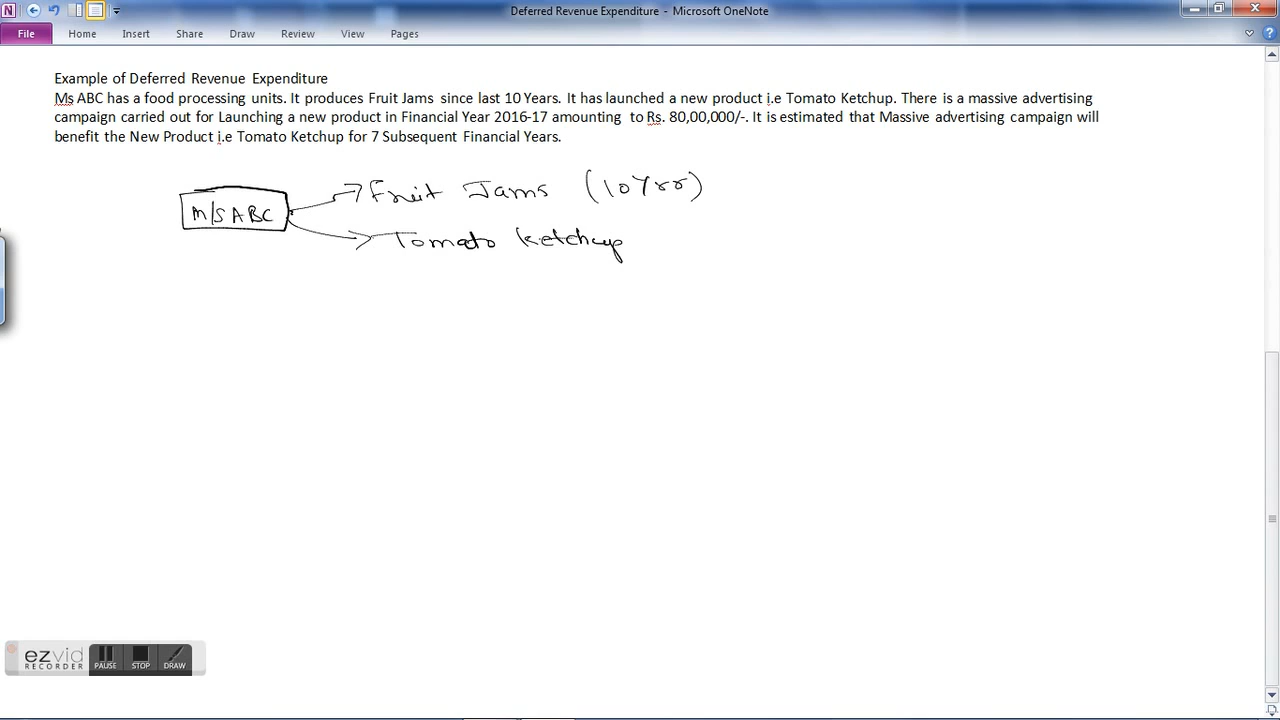 Deferred Revenue Expenditure - Microsoft OneNote
File Home Insert Share Draw Review View Pages
Example of Deferred Revenue Expenditure
Ms ABC has a food processing units. It produces Fruit Jams since last 10 Years. It has launched a new product i.e Tomato Ketchup. There is a massive advertising
campaign carried out for Launching a new product in Financial Year 2016-17 amounting to Rs. 80,00,000/-. It is estimated that Massive advertising campaign will
benefit the New Product i.e Tomato Ketchup for 7 Subsequent Financial Years.
Fruit Jams (10Yrr)
M/S ABC
Tomato Ketchup
ezvid
RECORDER
PAUSE STOP DRAW